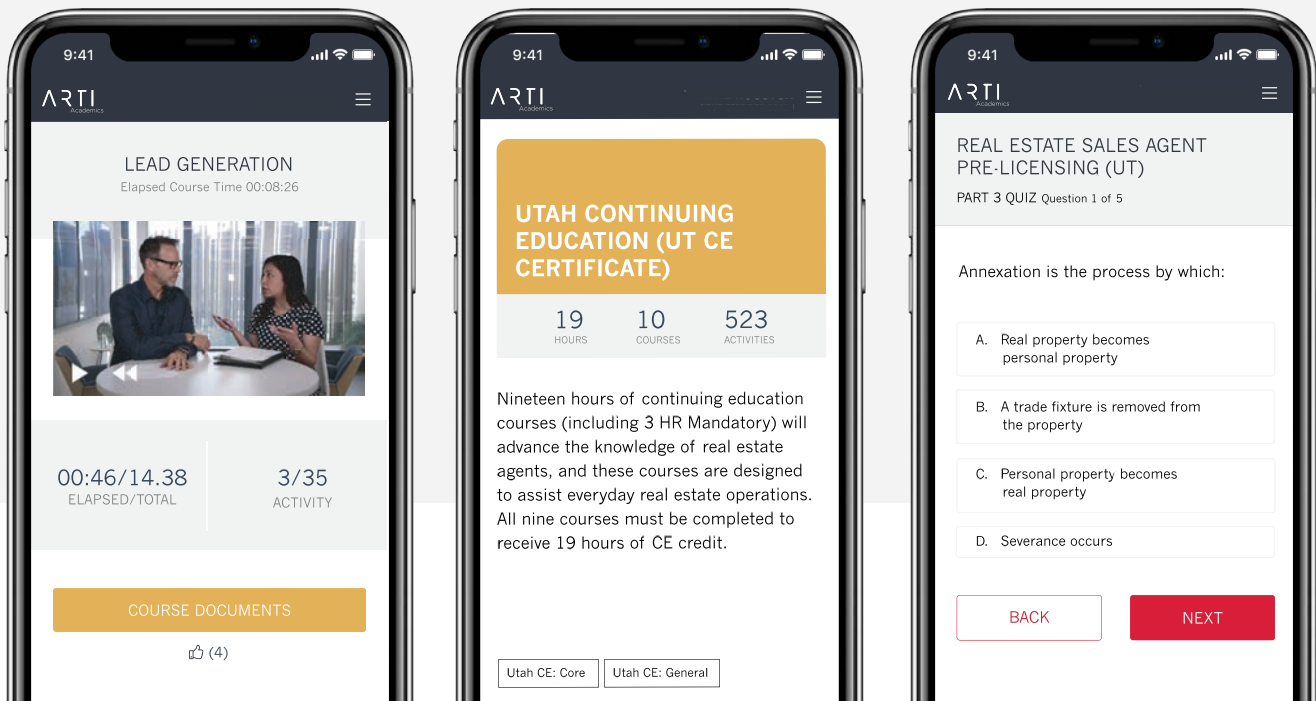 9:41
ARTI
Academics
LEAD GENERATION
Elapsed Course Time 00:08:26
00:46/14.38
ELAPSED/TOTAL
3/35
ACTIVITY
COURSE DOCUMENTS
(4)
9:41
ARTI
Academics
UTAH CONTINUING
EDUCATION (UT CE
CERTIFICATE)
19
HOURS
10
COURSES
523
ACTIVITIES
Nineteen hours of continuing education
courses (including 3 HR Mandatory) will
advance the knowledge of real estate
agents, and these courses are designed
to assist everyday real estate operations.
All nine courses must be completed to
receive 19 hours of CE credit.
Utah CE: Core
Utah CE: General
9:41
ARTI
Academics
REAL ESTATE SALES AGENT
PRE-LICENSING (UT)
PART 3 QUIZ Question 1 of 5
Annexation is the process by which:
A. Real property becomes
personal property
B. A trade fixture is removed from
the property
C. Personal property becomes
real property
D. Severance occurs
BACK
NEXT